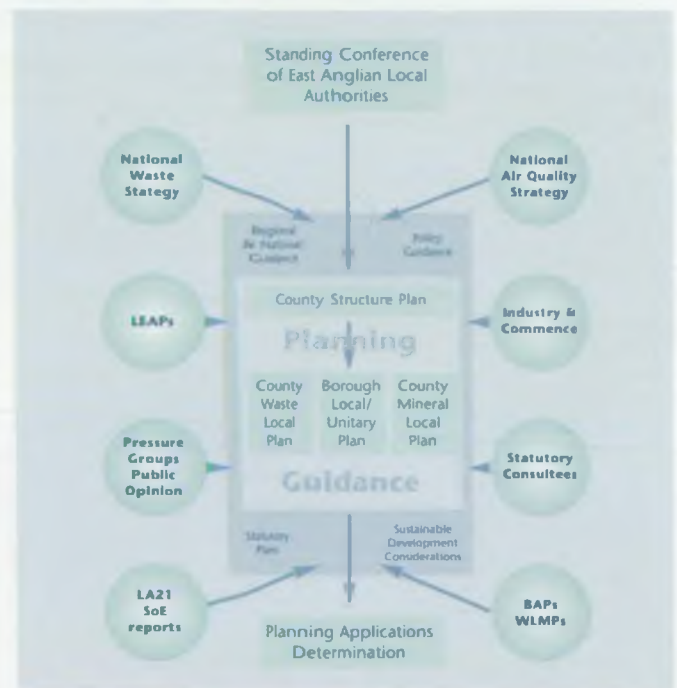 Standing Conference
of East Anglian Local
Authorities
National
Waste
Stategy
National
Air Quality
Strategy
Regional
& National
Guidance
Policy
Guidance
LEAPs
County Structure Plan
Industry &
Commence
Planning
County
Waste
Local
Plan
Borough
Local/
Unitary
Plan
County
Mineral
Local
Plan
Pressure
Groups
Public
Opinion
Statutory
Consultees
Guidance
Statutory
Plan
Sustainable
Development
Considerations
LA21
SoE
reports
BAPs
WLMPs
Planning Applications
Determination